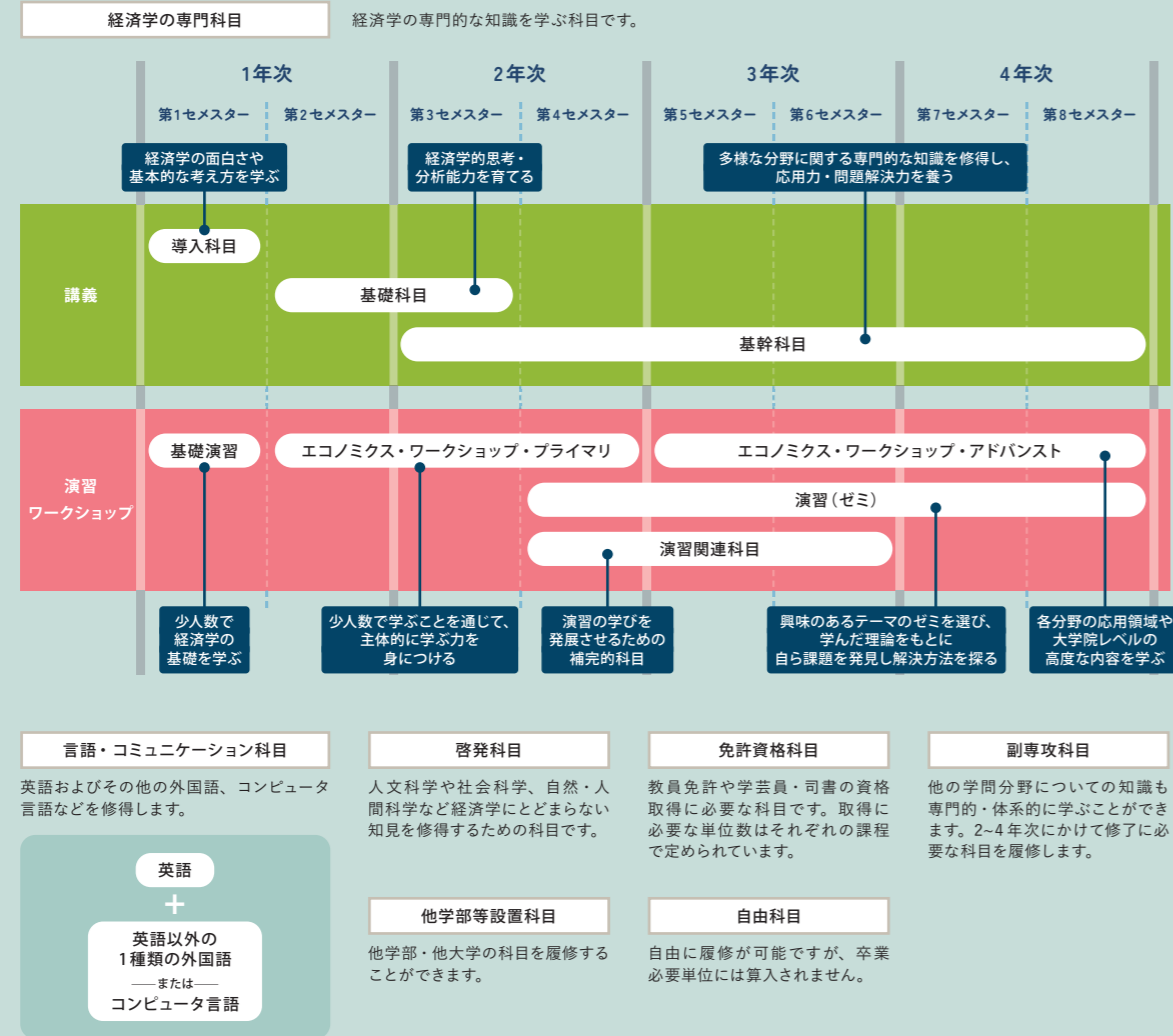 経済学の専門科目
経済学の専門的な知識を学ぶ科目です。
1年次
2年次
3年次
4年次
第1セメスター
第2セメスター
第3セメスター
第4セメスター
第5セメスター
第6セメスター
第7セメスター
第8セメスター
経済学の面白さや
基本的な考え方を学ぶ
経済学的思考・
分析能力を育てる
多様な分野に関する専門的な知識を修得し、
応用力・問題解決力を養う
講義
導入科目
基礎科目
基幹科目
演習
ワークショップ
基礎演習
エコノミクス・ワークショップ・プライマリ
エコノミクス・ワークショップ・アドバンスト
演習（ゼミ）
演習関連科目
少人数で
経済学の
基礎を学ぶ
少人数で学ぶことを通じて、
主体的に学ぶ力を
身につける
演習の学びを
発展させるための
補完的科目
興味のあるテーマのゼミを選び、
学んだ理論をもとに
自ら課題を発見し解決方法を探る
各分野の応用領域や
大学院レベルの
高度な内容を学ぶ
言語・コミュニケーション科目
英語およびその他の外国語、コンピュータ
言語などを修得します。
英語
+
英語以外の
1種類の外国語
──または──
コンピュータ言語
啓発科目
人文科学や社会科学、自然・人
間科学など経済学にとどまらない
知見を修得するための科目です。
免許資格科目
教員免許や学芸員・司書の資格
取得に必要な科目です。取得に
必要な単位数はそれぞれの課程
で定められています。
副専攻科目
他の学問分野についての知識も
専門的・体系的に学ぶことができ
ます。2~4年次にかけて修了に必
要な科目を履修します。
他学部等設置科目
他学部・他大学の科目を履修する
ことができます。
自由科目
自由に履修が可能ですが、卒業
必要単位には算入されません。